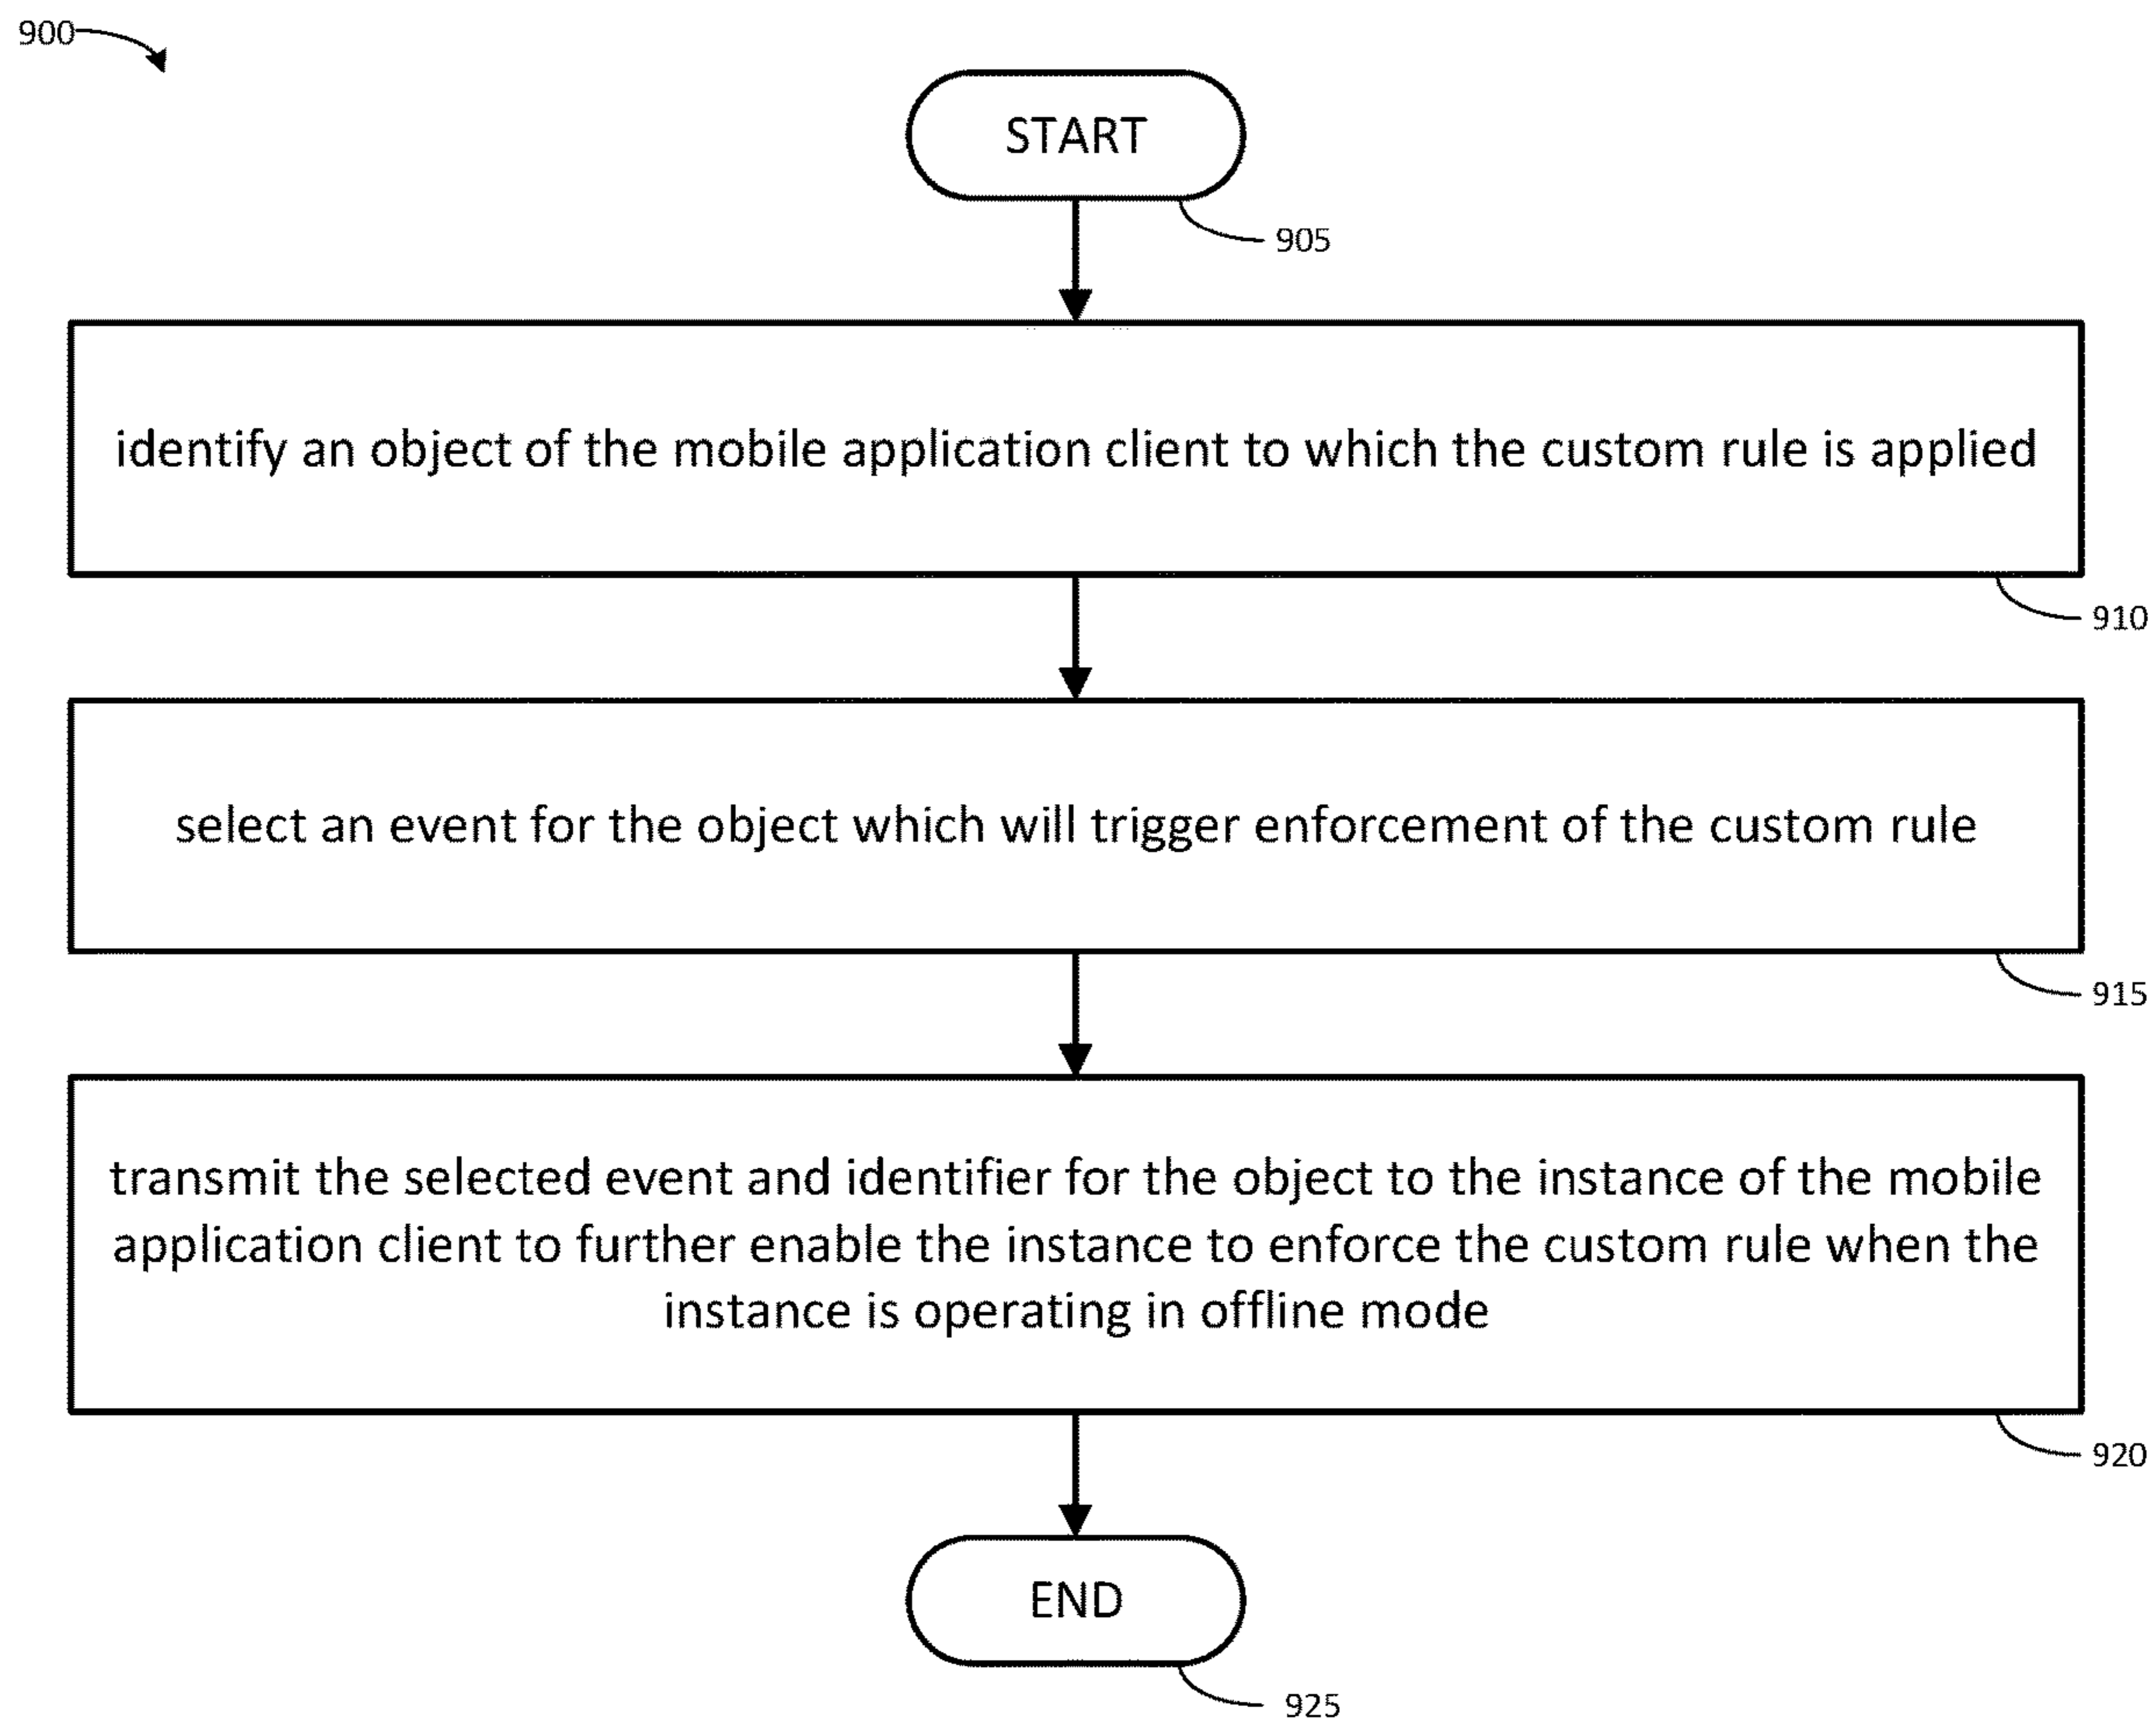 900
START
905
identify an object of the mobile application client to which the custom rule is applied
910
select an event for the object which will trigger enforcement of the custom rule
915
transmit the selected event and identifier for the object to the instance of the mobile
application client to further enable the instance to enforce the custom rule when the
instance is operating in offline mode
920
END
925